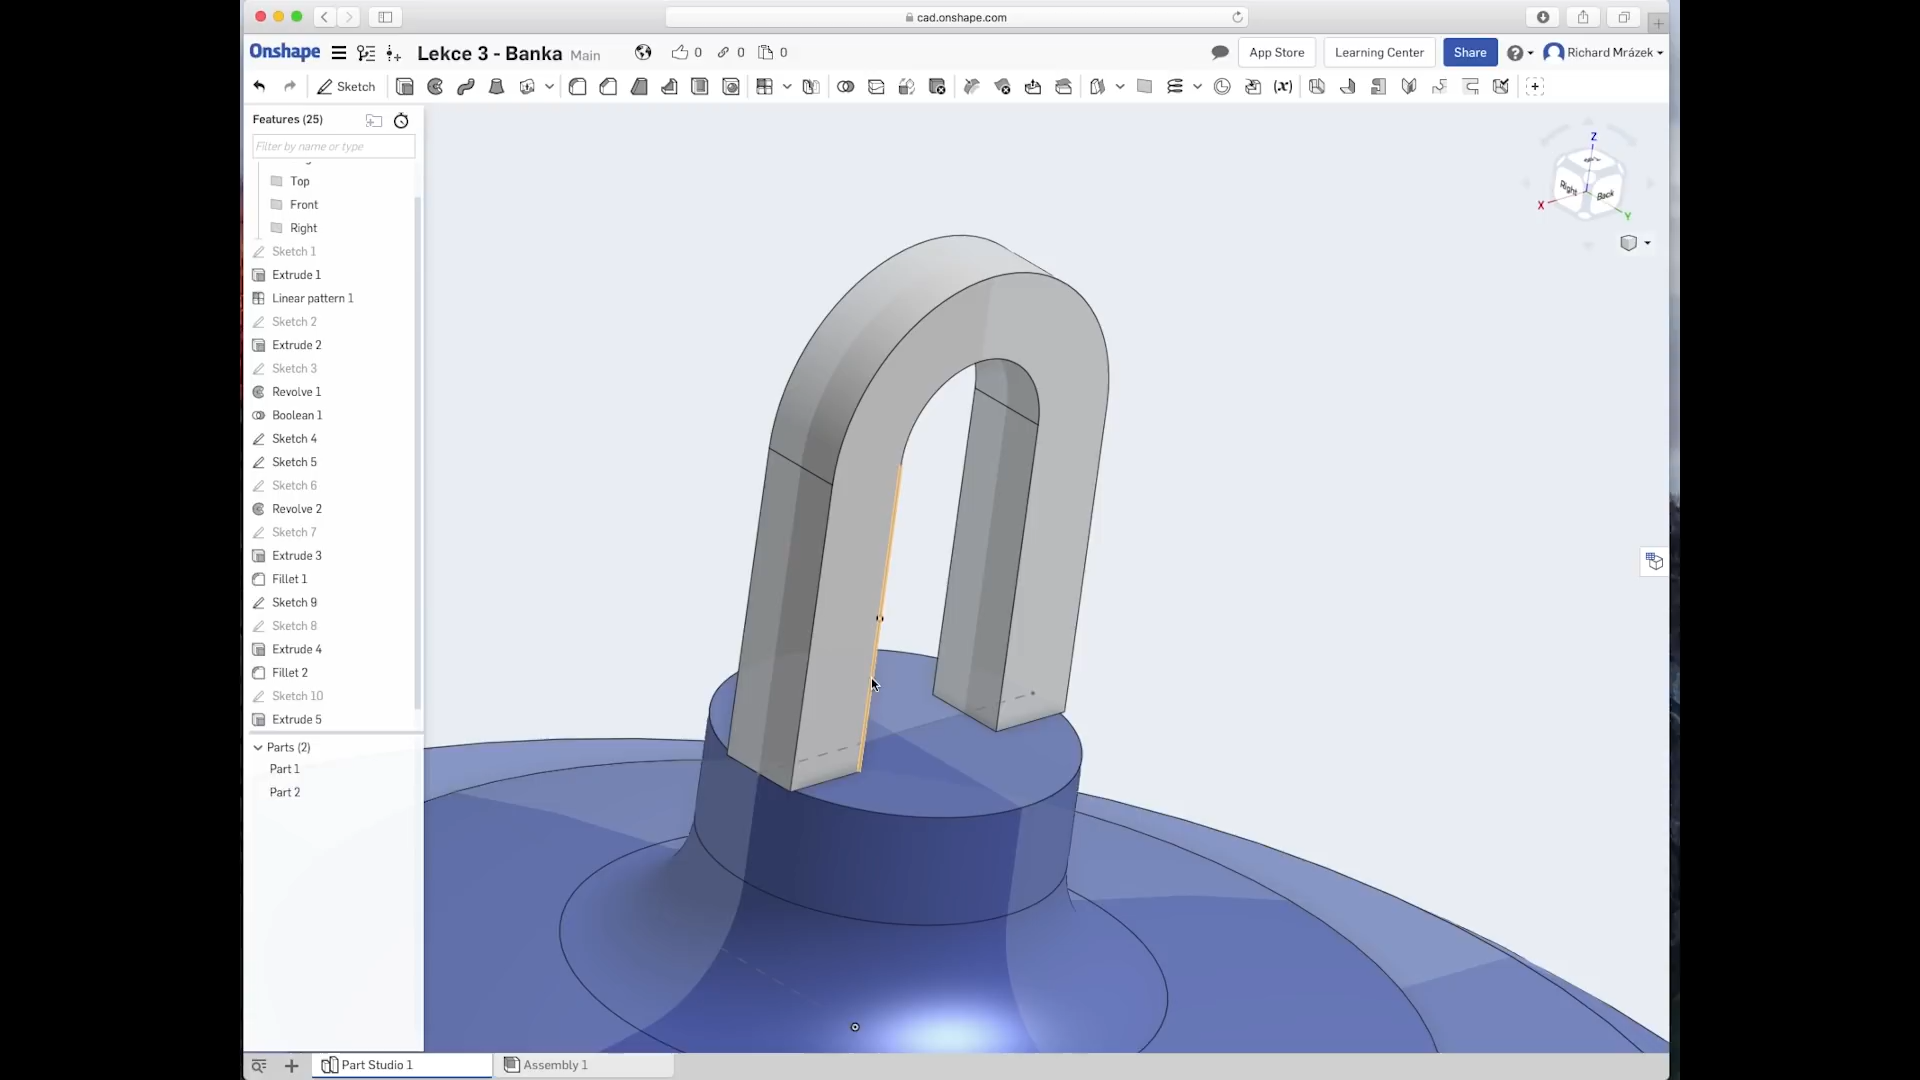 cad.onshape.com
Onshape
Lekce 3 - Banka Main
0 0 0
App Store
Learning Center
Share
Richard Mrázek
Sketch
(x)
Features (25)
Filter by name or type
Top
Front
Right
Sketch 1
Extrude 1
Linear pattern 1
Sketch 2
Extrude 2
Sketch 3
Revolve 1
Boolean 1
Sketch 4
Sketch 5
Sketch 6
Revolve 2
Sketch 7
Extrude 3
Fillet 1
Sketch 9
Sketch 8
Extrude 4
Fillet 2
Sketch 10
Extrude 5
Parts (2)
Part 1
Part 2
Z
Right
Back
X
Y
Part Studio 1
Assembly 1